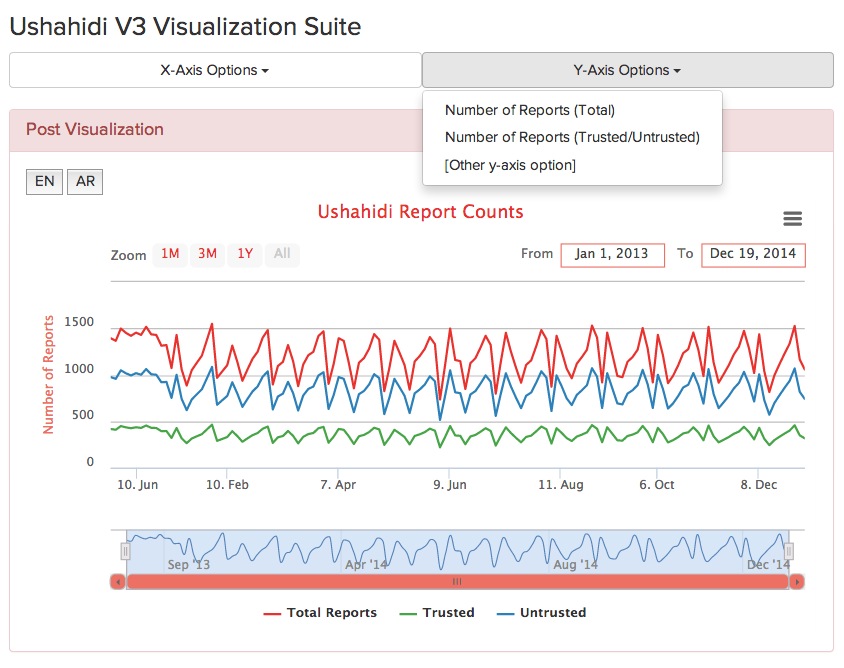 Ushahidi V3 Visualization Suite
X-Axis Options
Y-Axis Options
Number of Reports (Total)
Number of Reports (Trusted/Untrusted)
[Other y-axis option]
Post Visualization
EN AR
Ushahidi Report Counts
Zoom 1M 3M 1Y All From Jan 1, 2013 To Dec 19, 2014
Number of Reports
1500
1000
500
0
10. Jun 10. Feb 7. Apr 9. Jun 11. Aug 6. Oct 8. Dec
Sep '13 Apr '14 Aug '14 Dec '14
Total Reports Trusted Untrusted